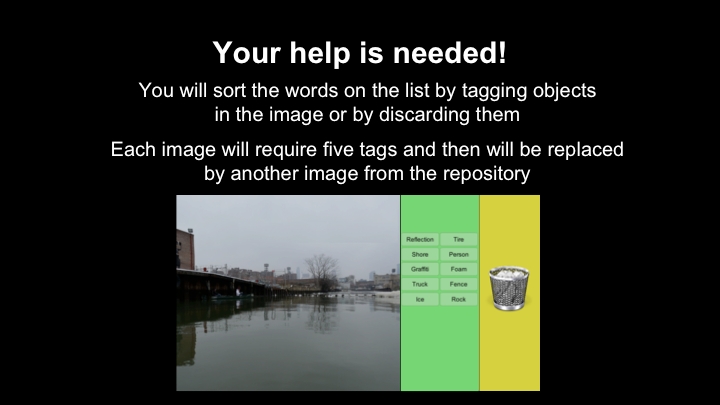 Your help is needed!
You will sort the words on the list by tagging objects
in the image or by discarding them
Each image will require five tags and then will be replaced
by another image from the repository
Reflection Tire
Shore Person
Graffiti Foam
Truck Fence
Ice Rock